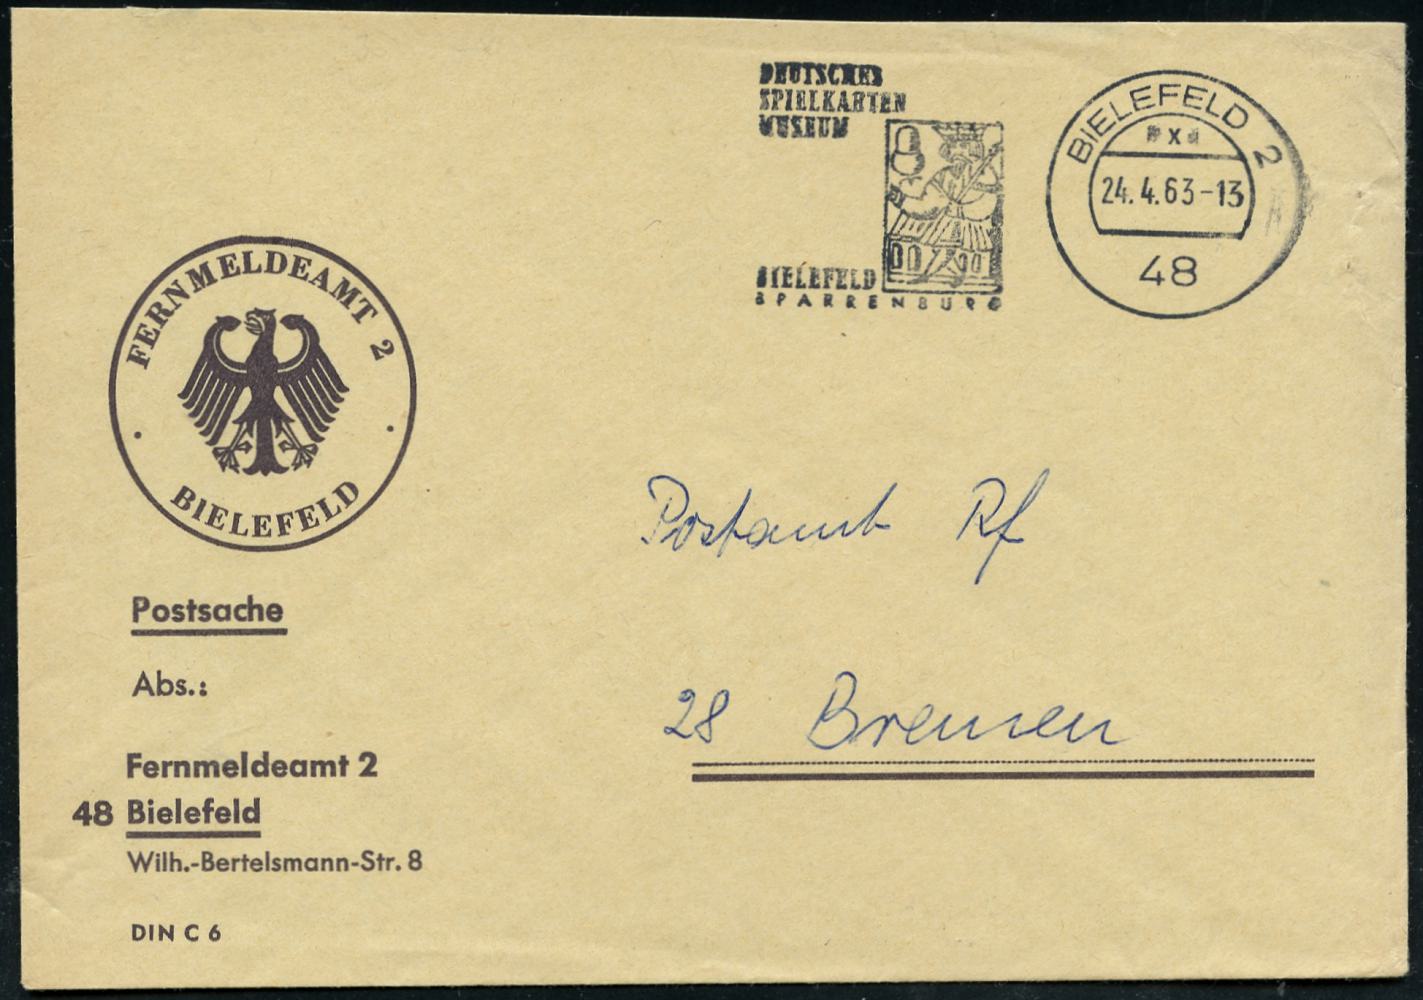 DEUTSCHES
SPIELKARTEN
MUSEUM
BIELEFELD
SPARRENBURG
BIELEFELD 2
x
24.4.63-13
48
FERNMELDEAMT 2
BIELEFELD
Postamt Rf
28 Bremen
Postsache
Abs.:
Fernmeldeamt 2
48 Bielefeld
Wilh.-Bertelsmann-Str. 8
DIN C 6